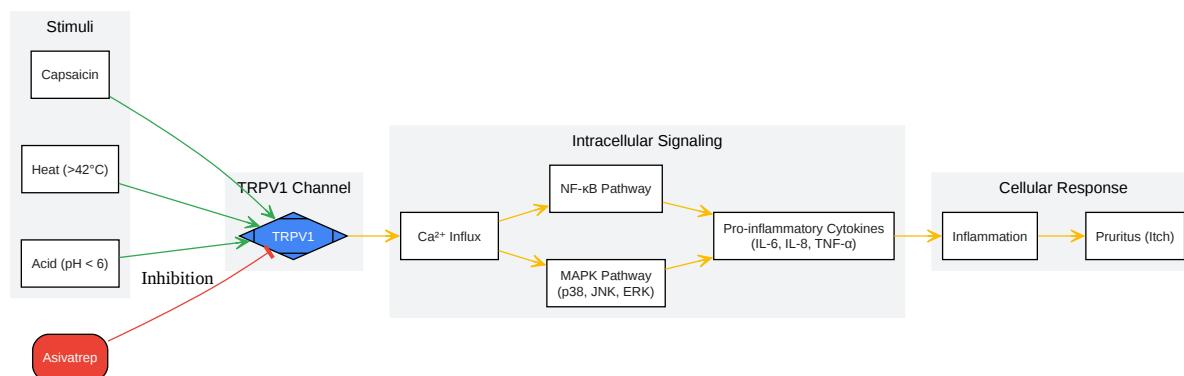 Stimuli
Capsaicin
Heat (>42°C)
Acid (pH < 6)
Inhibition
Asivatrep
TRPV1 Channel
TRPV1
Intracellular Signaling
Ca²⁺ Influx
NF-κB Pathway
MAPK Pathway
(p38, JNK, ERK)
Pro-inflammatory Cytokines
(IL-6, IL-8, TNF-α)
Cellular Response
Inflammation
Pruritus (Itch)